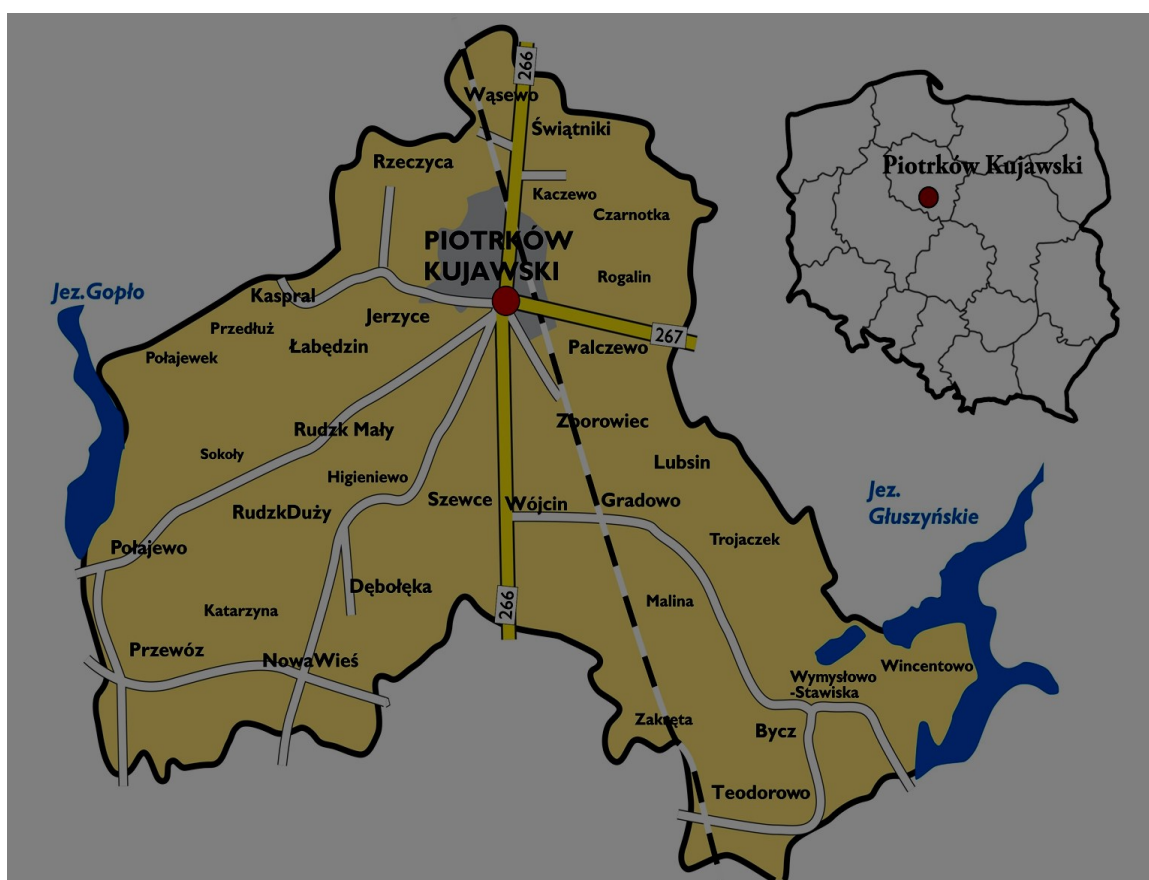 266
Wąsewo
Świątniki
Rzeczyca
Kaczewo
Czarnotka
Piotrków Kujawski
PIOTRKÓW
KUJAWSKI
Rogalin
Jez.Gopło
Kaspral
Jerzyce
Przedłuż
Łabędzin
Połajewek
267
Palczewo
Rudzk Mały
Zborowiec
Sokoły
Higieniewo
Lubsin
Szewce
Wójcin
Gradowo
RudzkDuży
Jez.
Głuszyńskie
Trojaczek
Połajewo
Dębołęka
266
Malina
Katarzyna
Przewóz
NowaWieś
Wincentowo
Wymysłowo
-Stawiska
Zakręta
Bycz
Teodorowo